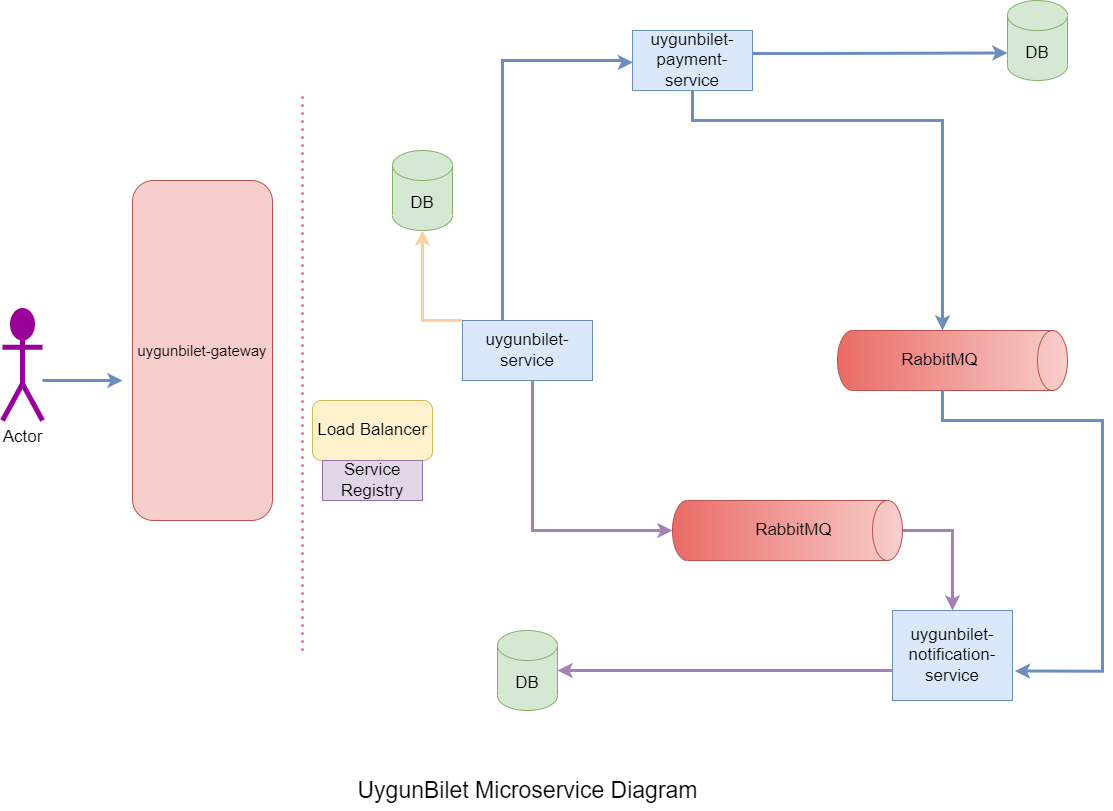 uygunbilet-
payment-
service
DB
DB
uygunbilet-gateway
uygunbilet-
service
RabbitMQ
Actor
Load Balancer
Service
Registry
RabbitMQ
uygunbilet-
notification-
service
DB
UygunBilet Microservice Diagram